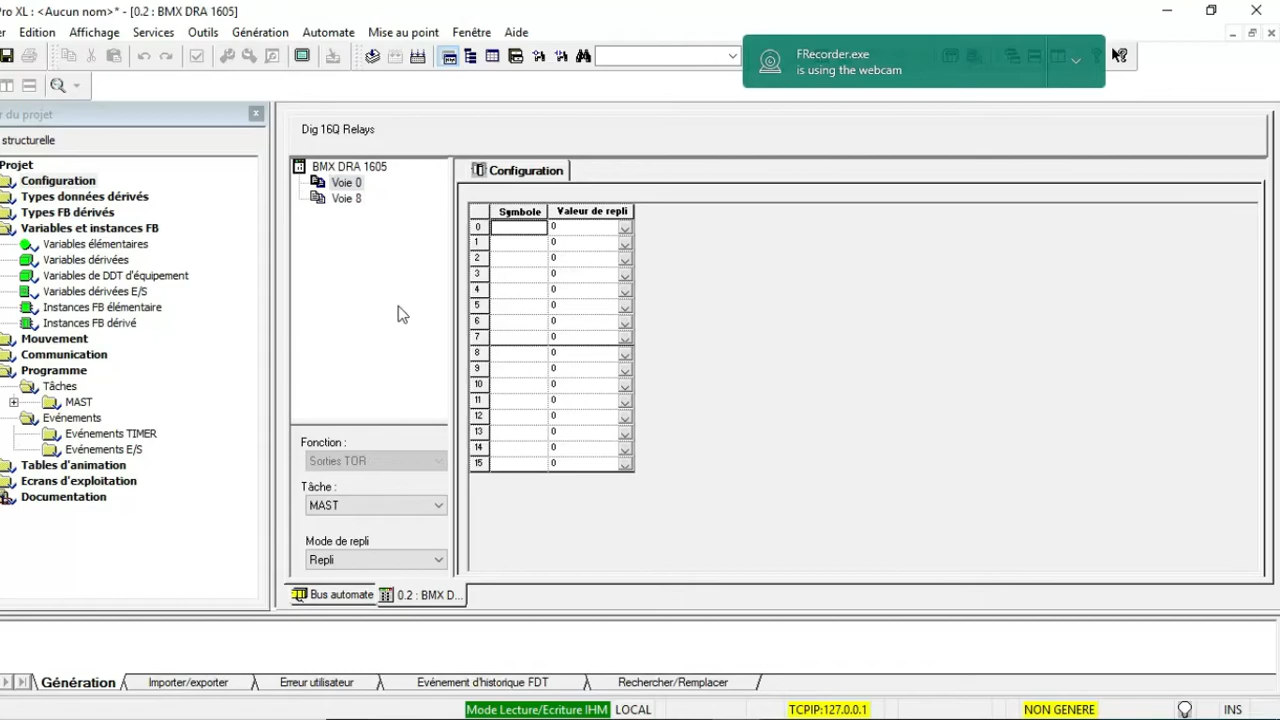 Pro XL : <Aucun nom>* - [0.2 : BMX DRA 1605]
er Edition Affichage Services Outils Génération Automate Mise au point Fenêtre Aide
FRecorder.exe
is using the webcam
r du projet
structurelle
Projet
Configuration
Types données dérivés
Types FB dérivés
Variables et instances FB
Variables élémentaires
Variables dérivées
Variables de DDT d'équipement
Variables dérivées E/S
Instances FB élémentaire
Instances FB dérivé
Mouvement
Communication
Programme
Tâches
MAST
Evénements
Evénements TIMER
Evénements E/S
Tables d'animation
Ecrans d'exploitation
Documentation
Dig 16Q Relays
BMX DRA 1605
Voie 0
Voie 8
Fonction :
Sorties TOR
Tâche :
MAST
Mode de repli
Repli
Configuration
Symbole Valeur de repli
0 0
1 0
2 0
3 0
4 0
5 0
6 0
7 0
8 0
9 0
10 0
11 0
12 0
13 0
14 0
15 0
Bus automate 0.2 : BMX D...
Génération Importer/exporter Erreur utilisateur Evénement d'historique FDT Rechercher/Remplacer
Mode Lecture/Ecriture IHM LOCAL TCPIP:127.0.0.1 NON GENERE INS